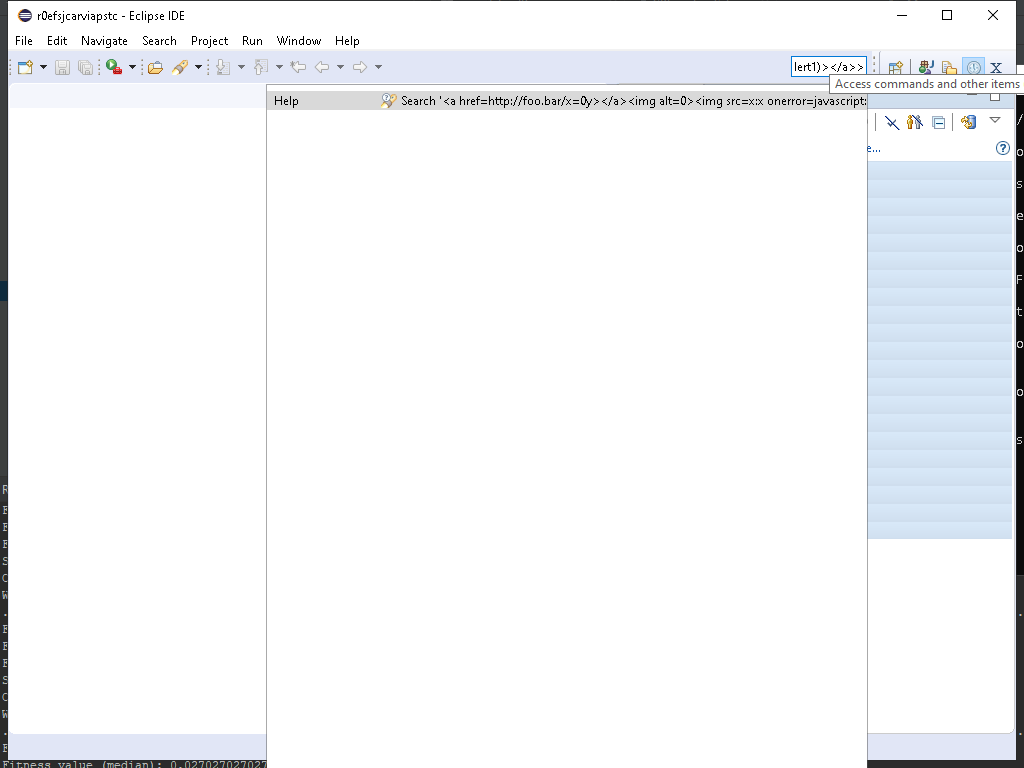 r0efsjcarviapstc - Eclipse IDE
File Edit Navigate Search Project Run Window Help
lert1)></a>>
Access commands and other items
Help Search '<a href=http://foo.bar/x=0y></a><img alt=0><img src=x:x onerror=javascript:
/
e...
o
s
e
o
F
t
o
o
s
R
F
F
F
S
C
W
.
F
F
F
S
C
W
.
F
Fitness value (median): 0.027027027027